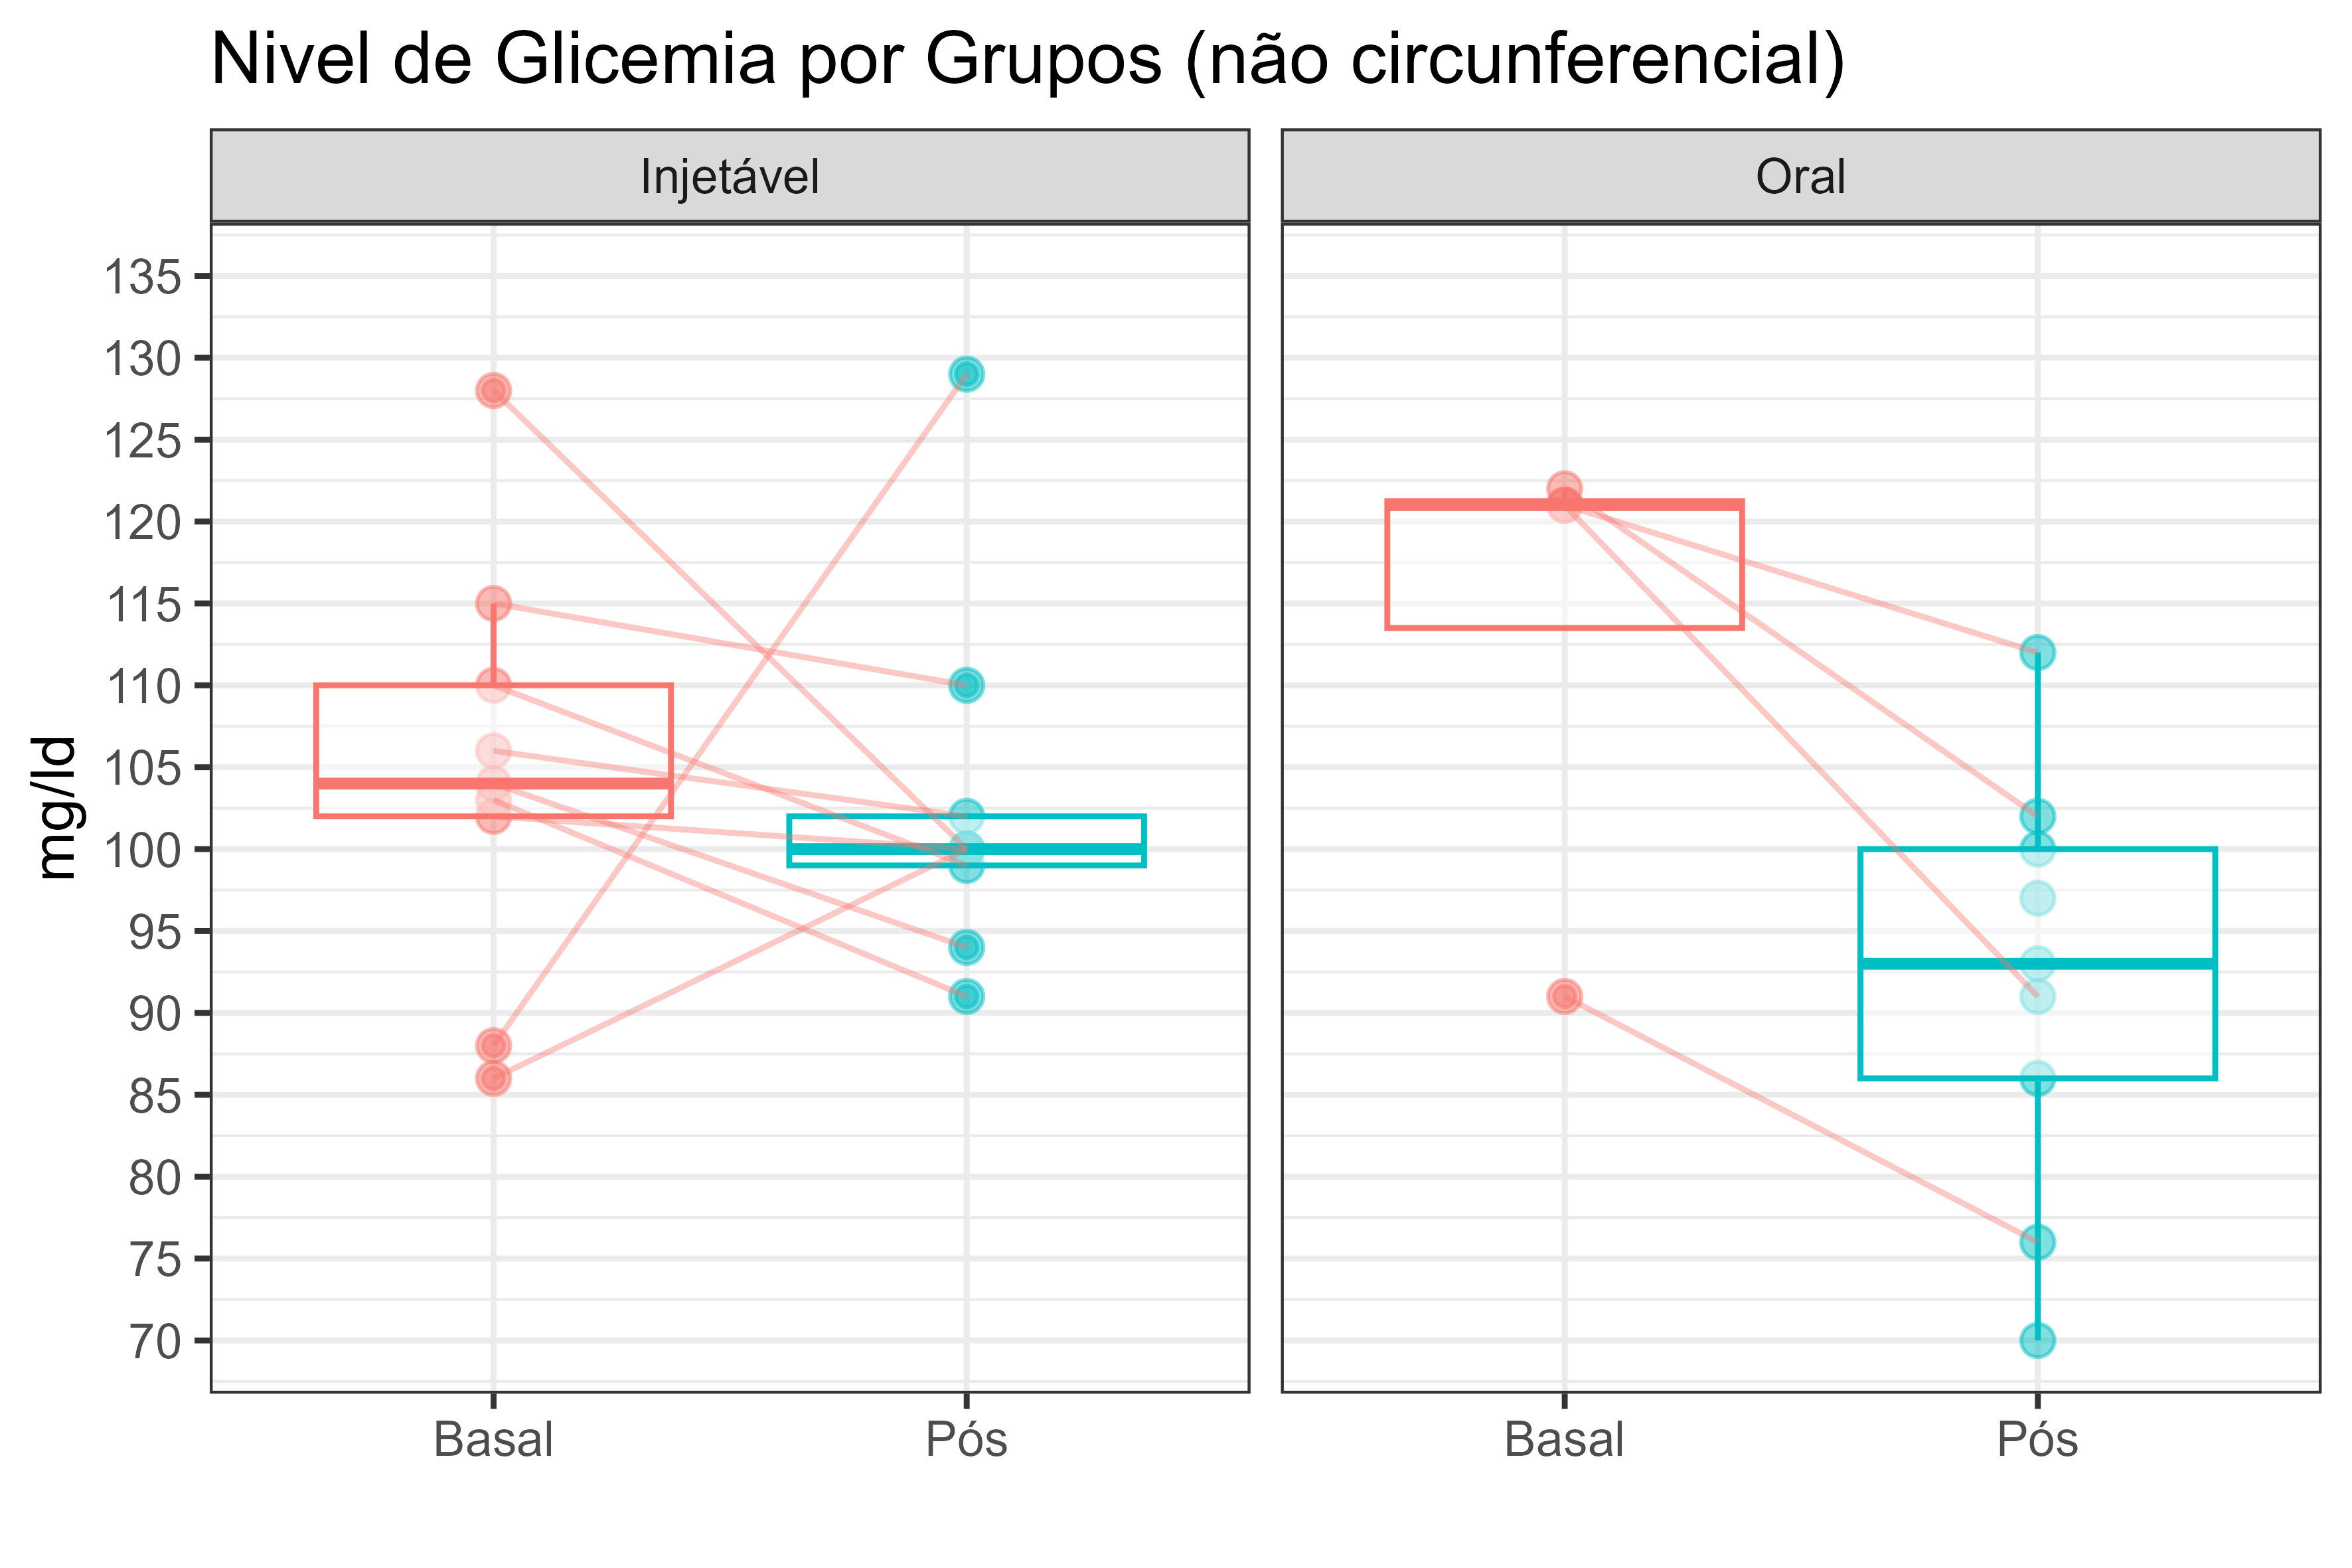 Nivel de Glicemia por Grupos (não circunferencial)
Injetável
Oral
mg/ld
135
130
125
120
115
110
105
100
95
90
85
80
75
70
Basal
Pós
Basal
Pós